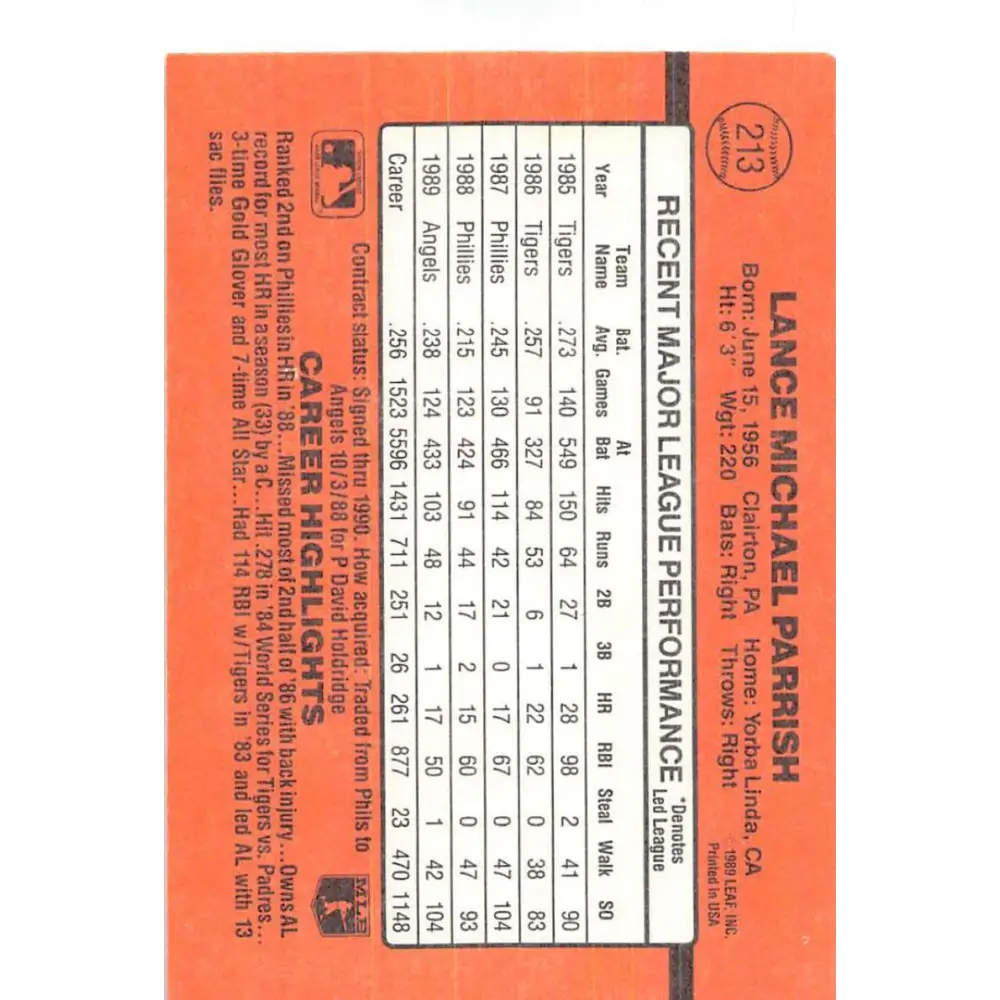 213
LANCE MICHAEL PARRISH
Born: June 15, 1956 Clairton, PA Home: Yorba Linda, CA
Ht: 6'3" Wgt: 220 Bats: Right Throws: Right
© 1989 LEAF, INC.
Printed in USA
RECENT MAJOR LEAGUE PERFORMANCE *Denotes Led League
Year Team Name Bat. Avg. Games At Bat Hits Runs 2B 3B HR RBI Steal Walk SO
1985 Tigers .273 140 549 150 64 27 1 28 98 2 41 90
1986 Tigers .257 91 327 84 53 6 1 22 62 0 38 83
1987 Phillies .245 130 466 114 42 21 0 17 67 0 47 104
1988 Phillies .215 123 424 91 44 17 2 15 60 0 47 93
1989 Angels .238 124 433 103 48 12 1 17 50 1 42 104
Career .256 1523 5596 1431 711 251 26 261 877 23 470 1148
Contract status: Signed thru 1990. How acquired: Traded from Phils to
Angels 10/3/88 for P David Holdridge
MLB
CAREER HIGHLIGHTS
Ranked 2nd on Phillies in HR in '88...Missed most of 2nd half of '86 with back injury...Owns AL
record for most HR in a season (33) by a C...Hit .278 in '84 World Series for Tigers vs. Padres...
3-time Gold Glover and 7-time All Star...Had 114 RBI w/Tigers in '83 and led AL with 13
sac flies.